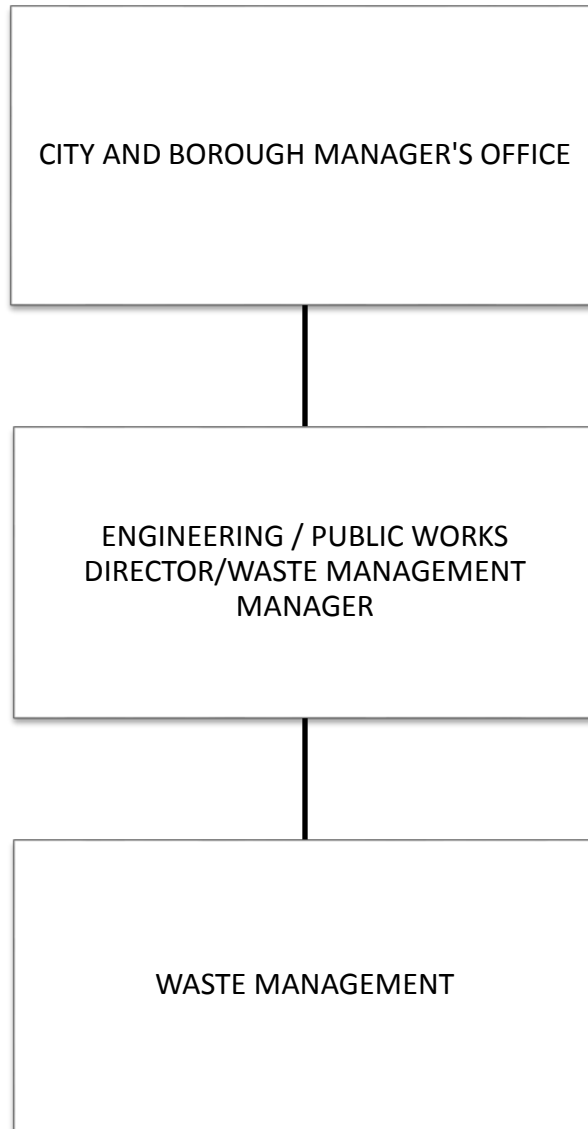 CITY AND BOROUGH MANAGER'S OFFICE
ENGINEERING / PUBLIC WORKS
DIRECTOR/WASTE MANAGEMENT
MANAGER
WASTE MANAGEMENT